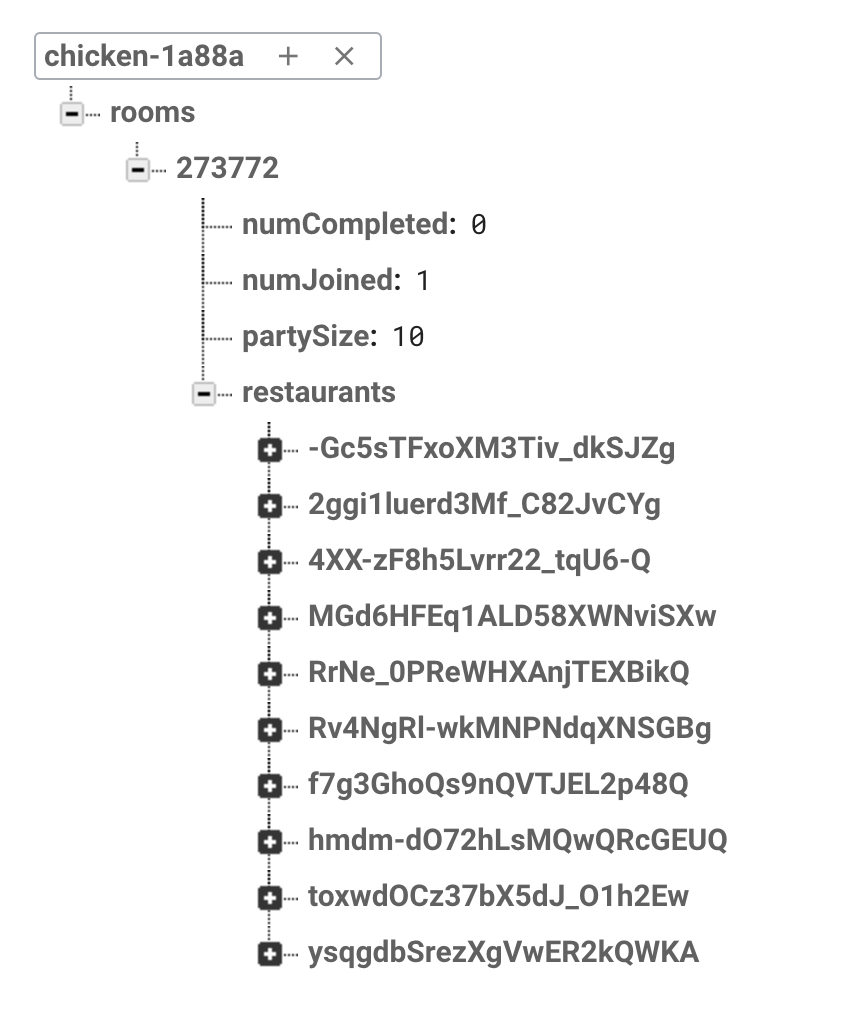 chicken-1a88a + ×
rooms
273772
numCompleted: 0
numJoined: 1
partySize: 10
restaurants
-Gc5sTFxoXM3Tiv_dkSJZg
2ggi1luerd3Mf_C82JvCYg
4XX-zF8h5Lvrr22_tqU6-Q
MGd6HFEq1ALD58XWNviSXw
RrNe_0PReWHXAnjTEXBikQ
Rv4NgRl-wkMNPNdqXNSGBg
f7g3GhoQs9nQVTJEL2p48Q
hmdm-dO72hLsMQwQRcGEUQ
toxwdOCz37bX5dJ_O1h2Ew
ysqgdbSrezXgVwER2kQWKA